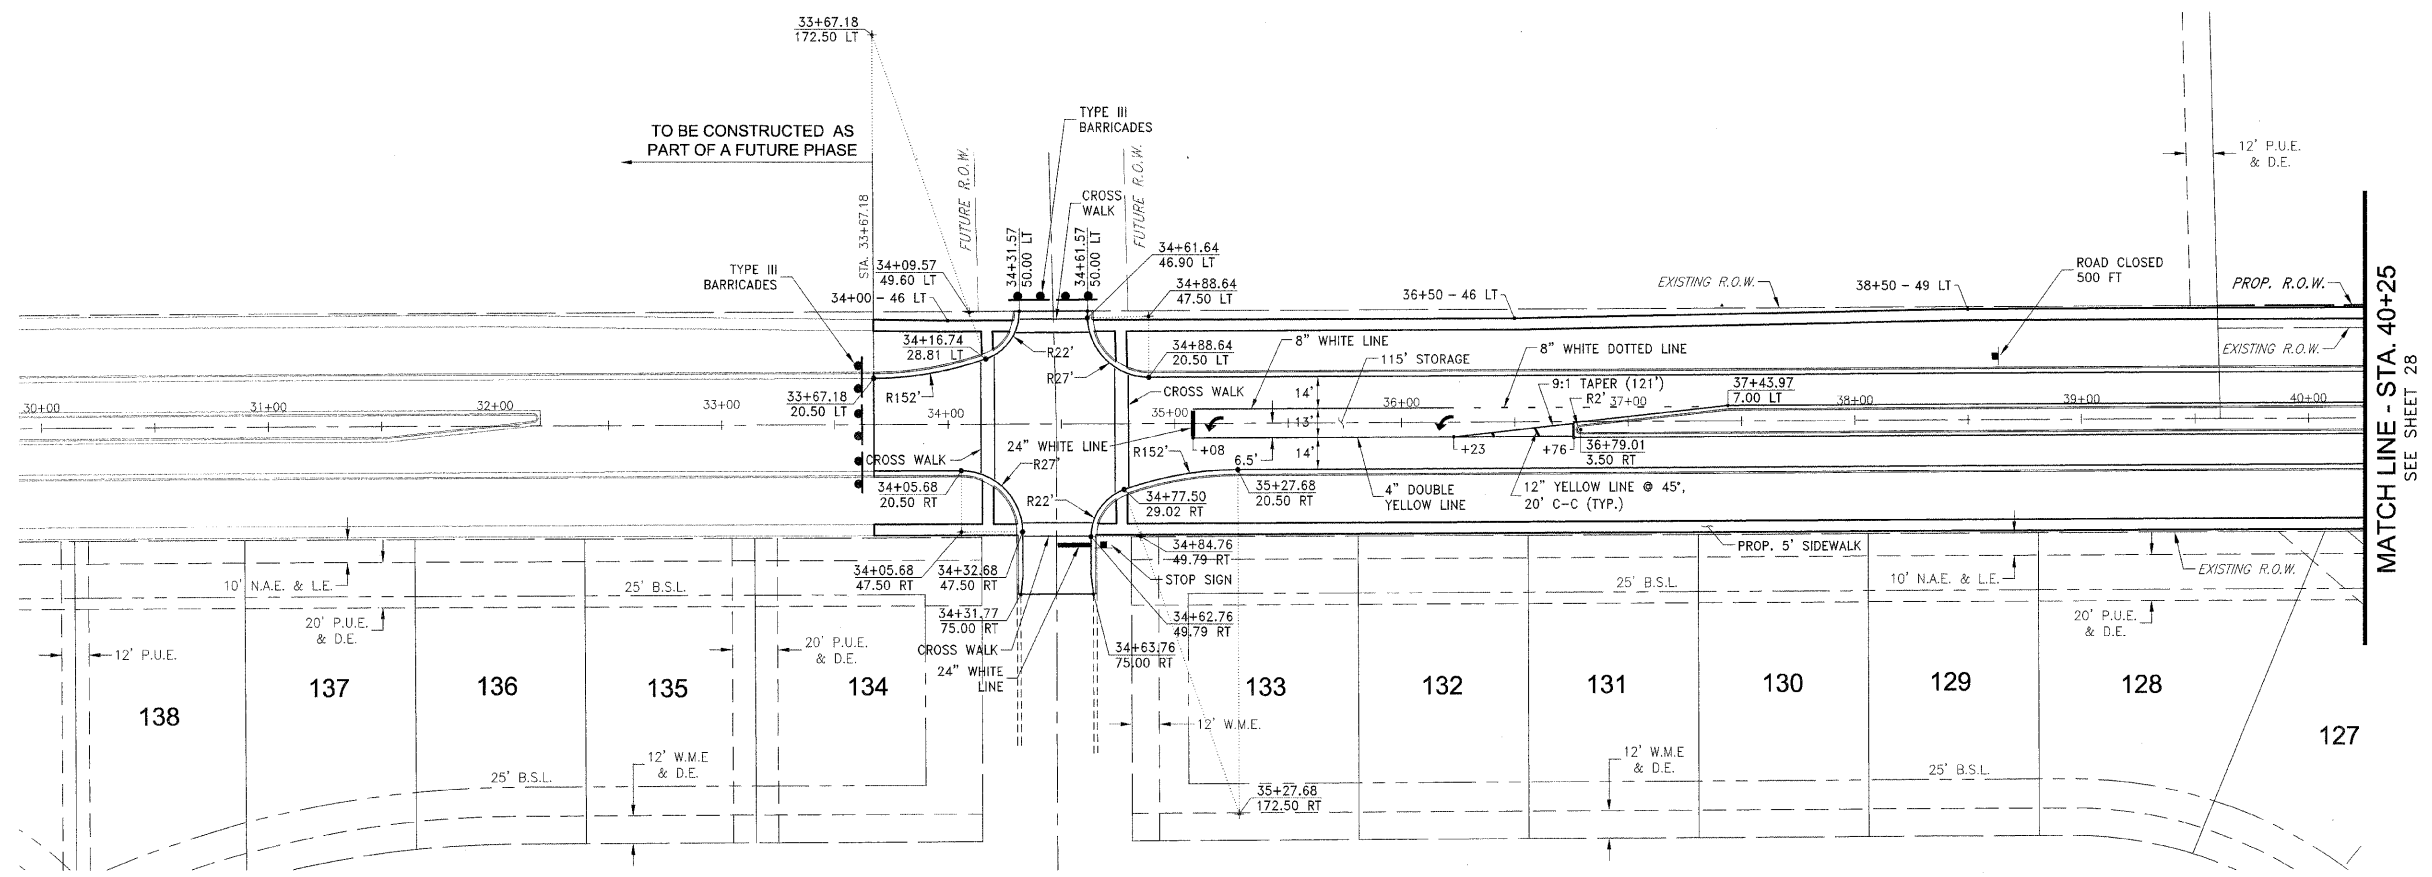 33+67.18
172.50 LT
TO BE CONSTRUCTED AS
PART OF A FUTURE PHASE
TYPE III
BARRICADES
CROSS
WALK
FUTURE R.O.W.
FUTURE R.O.W.
STA. 33+67.18
34+31.57
50.00 LT
34+61.57
50.00 LT
34+61.64
46.90 LT
34+88.64
47.50 LT
34+09.57
49.60 LT
34+00 - 46 LT
TYPE III
BARRICADES
12' P.U.E.
& D.E.
ROAD CLOSED
500 FT
EXISTING R.O.W.
38+50 - 49 LT
PROP. R.O.W.
36+50 - 46 LT
EXISTING R.O.W.
34+16.74
28.81 LT
R22'
R27'
34+88.64
20.50 LT
8" WHITE LINE
115' STORAGE
8" WHITE DOTTED LINE
9:1 TAPER (121')
R2'
37+43.97
7.00 LT
CROSS WALK
R152'
33+67.18
20.50 LT
30+00
31+00
32+00
33+00
34+00
35+00
36+00
37+00
38+00
39+00
40+00
14'
13'
14'
6.5'
24" WHITE LINE
+08
+23
+76
36+79.01
3.50 RT
CROSS WALK
R27'
R152'
34+05.68
20.50 RT
R22'
34+77.50
29.02 RT
35+27.68
20.50 RT
4" DOUBLE
YELLOW LINE
12" YELLOW LINE @ 45°,
20' C-C (TYP.)
PROP. 5' SIDEWALK
34+84.76
49.79 RT
STOP SIGN
34+05.68
47.50 RT
34+32.68
47.50 RT
34+31.77
75.00 RT
34+62.76
49.79 RT
34+63.76
75.00 RT
CROSS WALK
24" WHITE
LINE
10' N.A.E. & L.E.
25' B.S.L.
20' P.U.E.
& D.E.
12' P.U.E.
20' P.U.E.
& D.E.
25' B.S.L.
10' N.A.E. & L.E.
EXISTING R.O.W.
20' P.U.E.
& D.E.
138
137
136
135
134
133
132
131
130
129
128
127
12' W.M.E.
12' W.M.E
& D.E.
25' B.S.L.
12' W.M.E
& D.E.
25' B.S.L.
35+27.68
172.50 RT
MATCH LINE - STA. 40+25
SEE SHEET 28